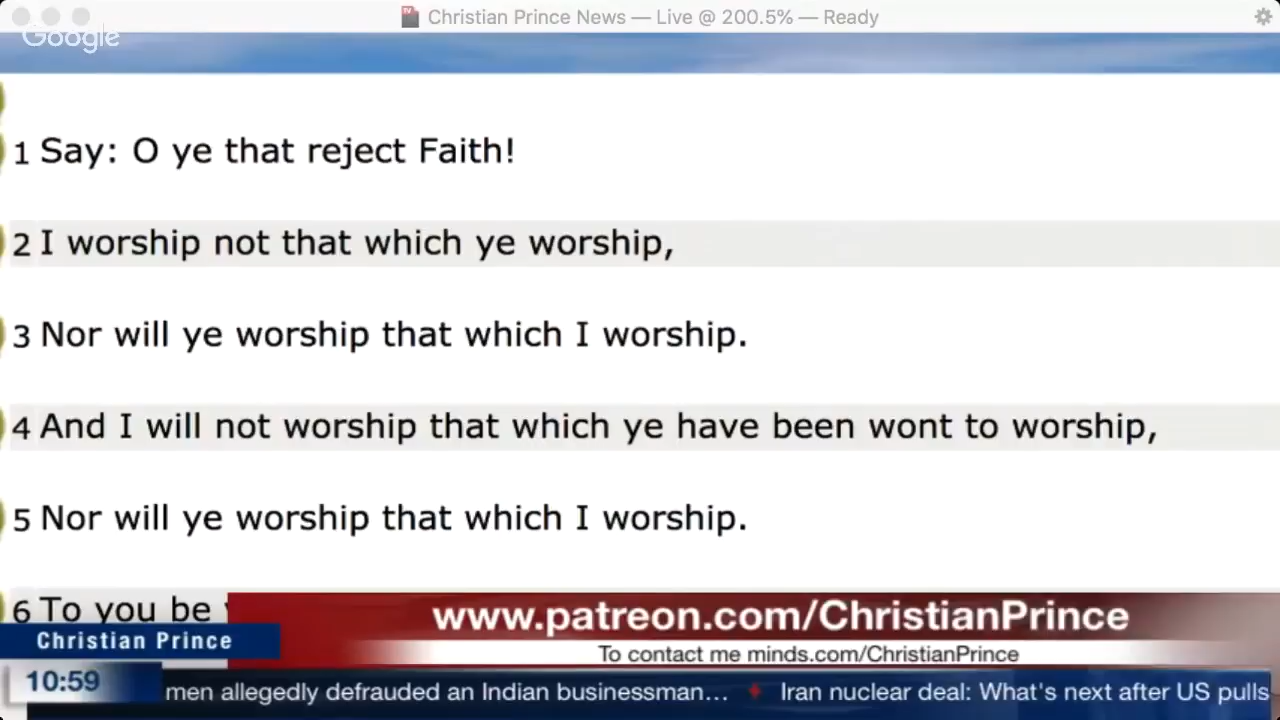 Christian Prince News — Live @ 200.5% — Ready
Google
1 Say: O ye that reject Faith!
2 I worship not that which ye worship,
3 Nor will ye worship that which I worship.
4 And I will not worship that which ye have been wont to worship,
5 Nor will ye worship that which I worship.
6 To you be
www.patreon.com/ChristianPrince
Christian Prince
To contact me minds.com/ChristianPrince
10:59
men allegedly defrauded an Indian businessman... Iran nuclear deal: What's next after US pulls